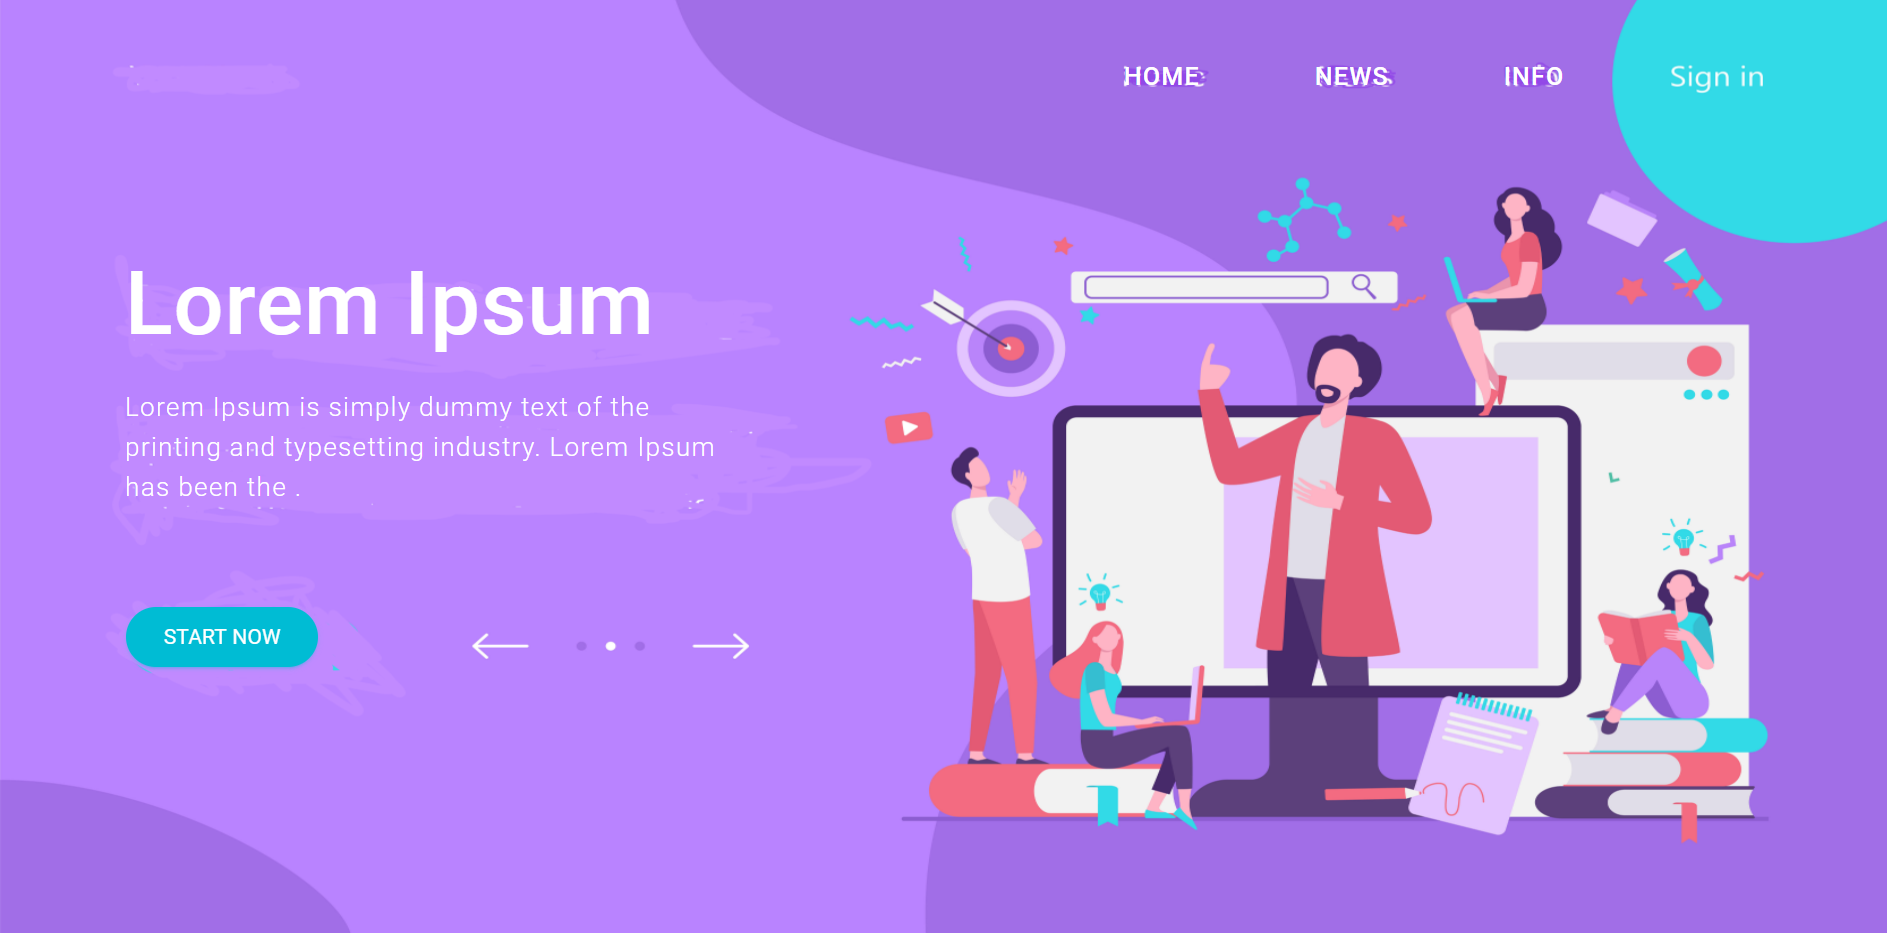 HOME NEWS INFO Sign in
Lorem Ipsum
Lorem Ipsum is simply dummy text of the
printing and typesetting industry. Lorem Ipsum
has been the .
START NOW